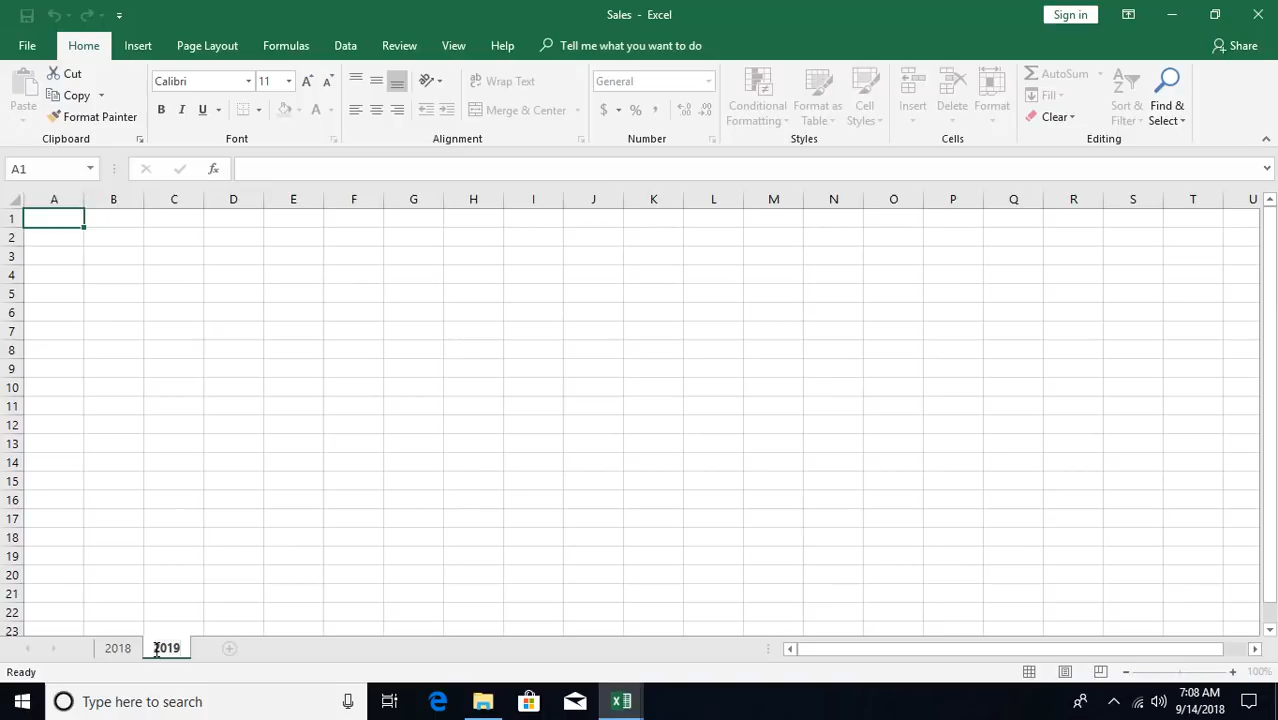 Sales - Excel
Sign in
File Home Insert Page Layout Formulas Data Review View Help Tell me what you want to do Share
Paste
Cut
Copy
Format Painter
Clipboard
Calibri 11 A A
B I U A
Font
ab Wrap Text
Merge & Center
Alignment
General
$ % ,
Number
Conditional Formatting
Format as Table
Cell Styles
Styles
Insert
Delete
Format
Cells
AutoSum
Fill
Clear
Sort & Filter
Find & Select
Editing
A1 fx
A B C D E F G H I J K L M N O P Q R S T U
1
2
3
4
5
6
7
8
9
10
11
12
13
14
15
16
17
18
19
20
21
22
23
2018 2019
Ready 100%
Type here to search
7:08 AM
9/14/2018